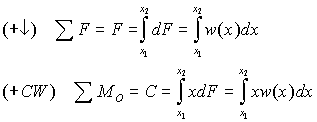 (+↓) ∑ F = F = ∫_{x₁}^{x₂} dF = ∫_{x₁}^{x₂} w(x)dx
(+CW) ∑ M_O = C = ∫_{x₁}^{x₂} xdF = ∫_{x₁}^{x₂} xw(x)dx